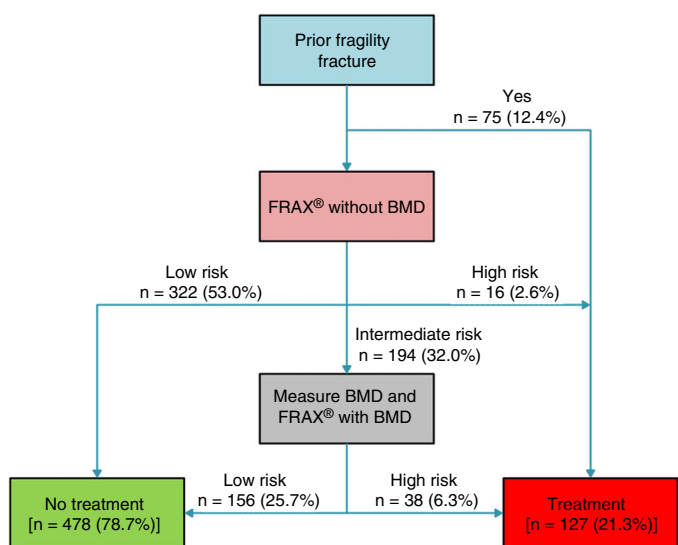 Prior fragility
fracture
Yes
n = 75 (12.4%)
FRAX® without BMD
Low risk
n = 322 (53.0%)
High risk
n = 16 (2.6%)
Intermediate risk
n = 194 (32.0%)
Measure BMD and
FRAX® with BMD
Low risk
n = 156 (25.7%)
High risk
n = 38 (6.3%)
No treatment
[n = 478 (78.7%)]
Treatment
[n = 127 (21.3%)]